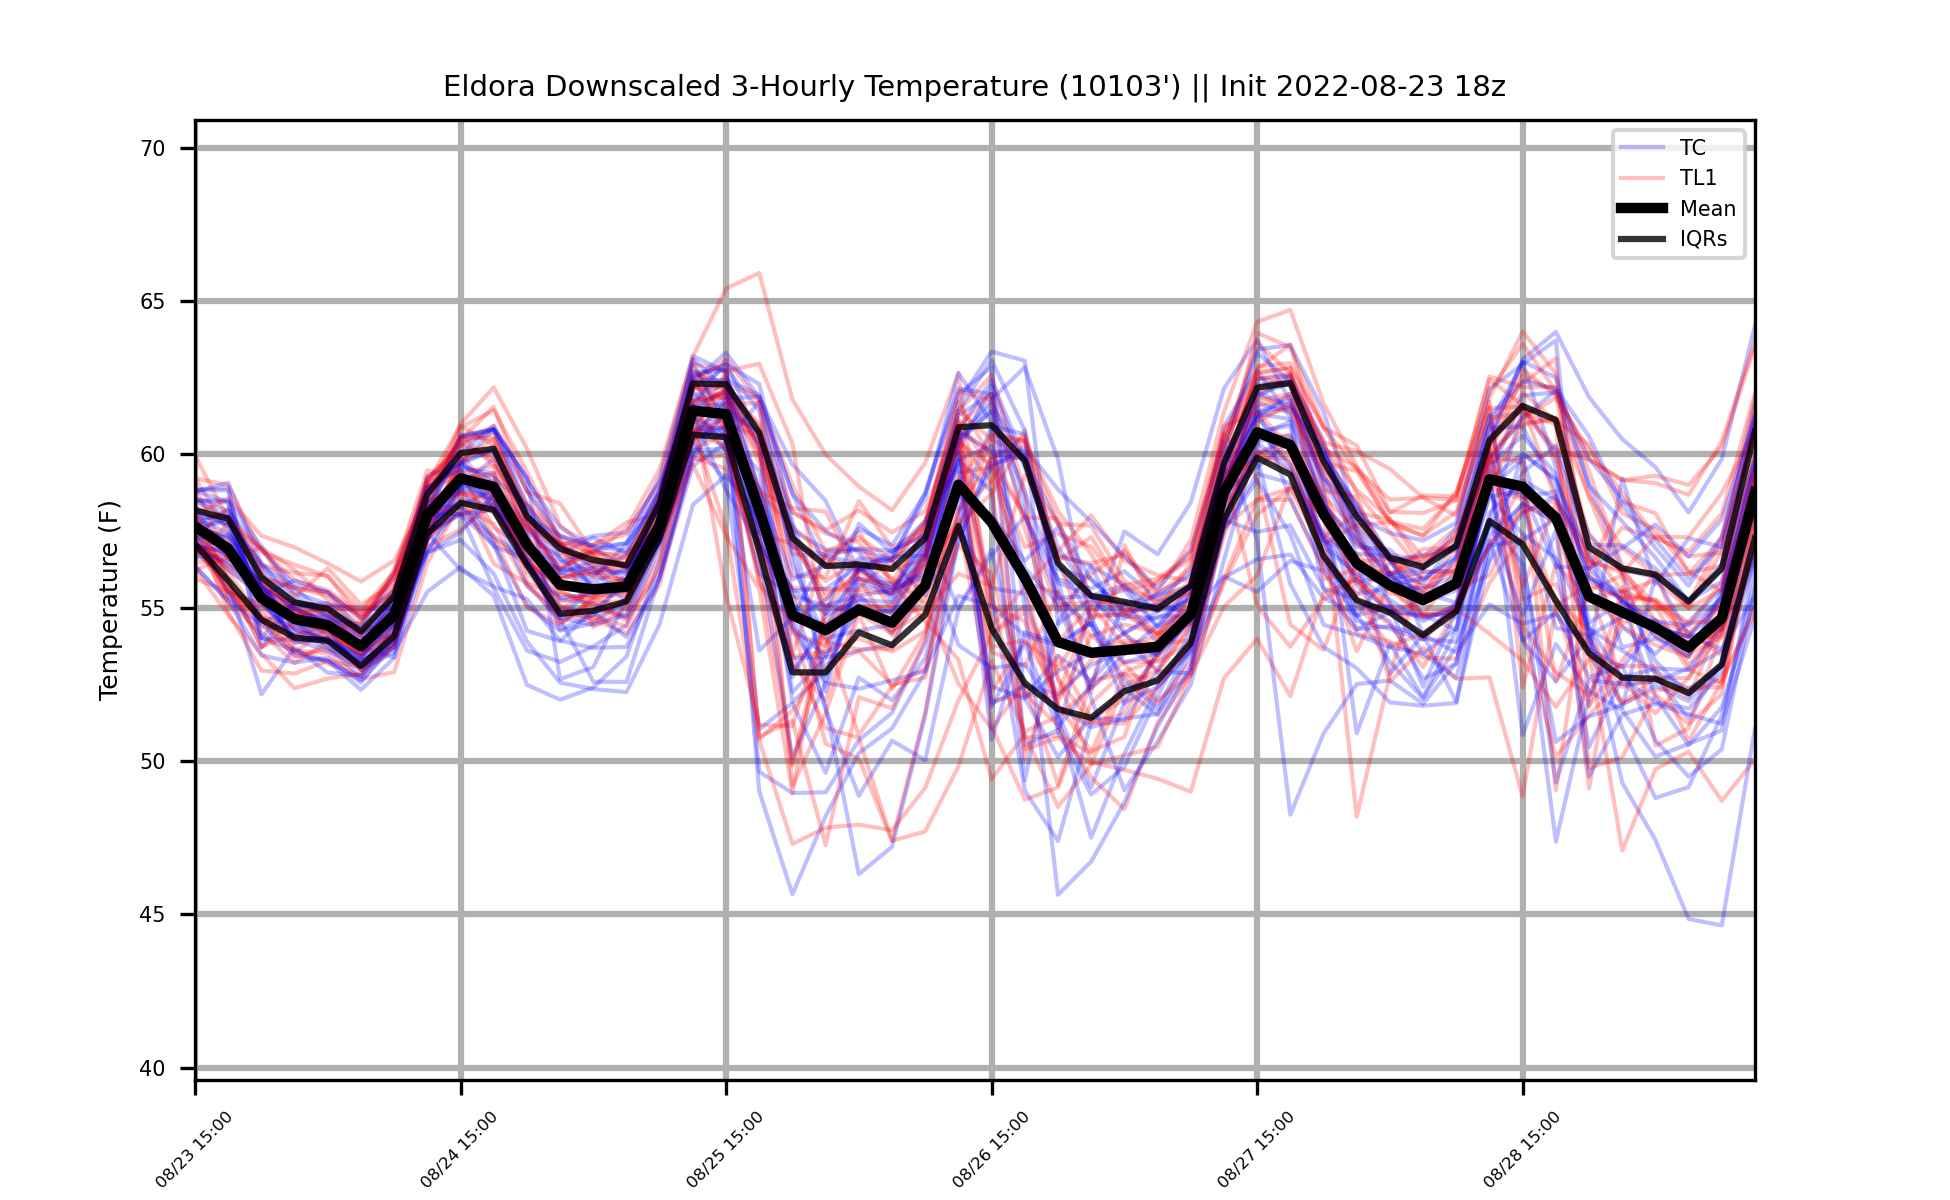 Eldora Downscaled 3-Hourly Temperature (10103') || Init 2022-08-23 18z
TC
TL1
Mean
IQRs
Temperature (F)
70
65
60
55
50
45
40
08/23 15:00
08/24 15:00
08/25 15:00
08/26 15:00
08/27 15:00
08/28 15:00